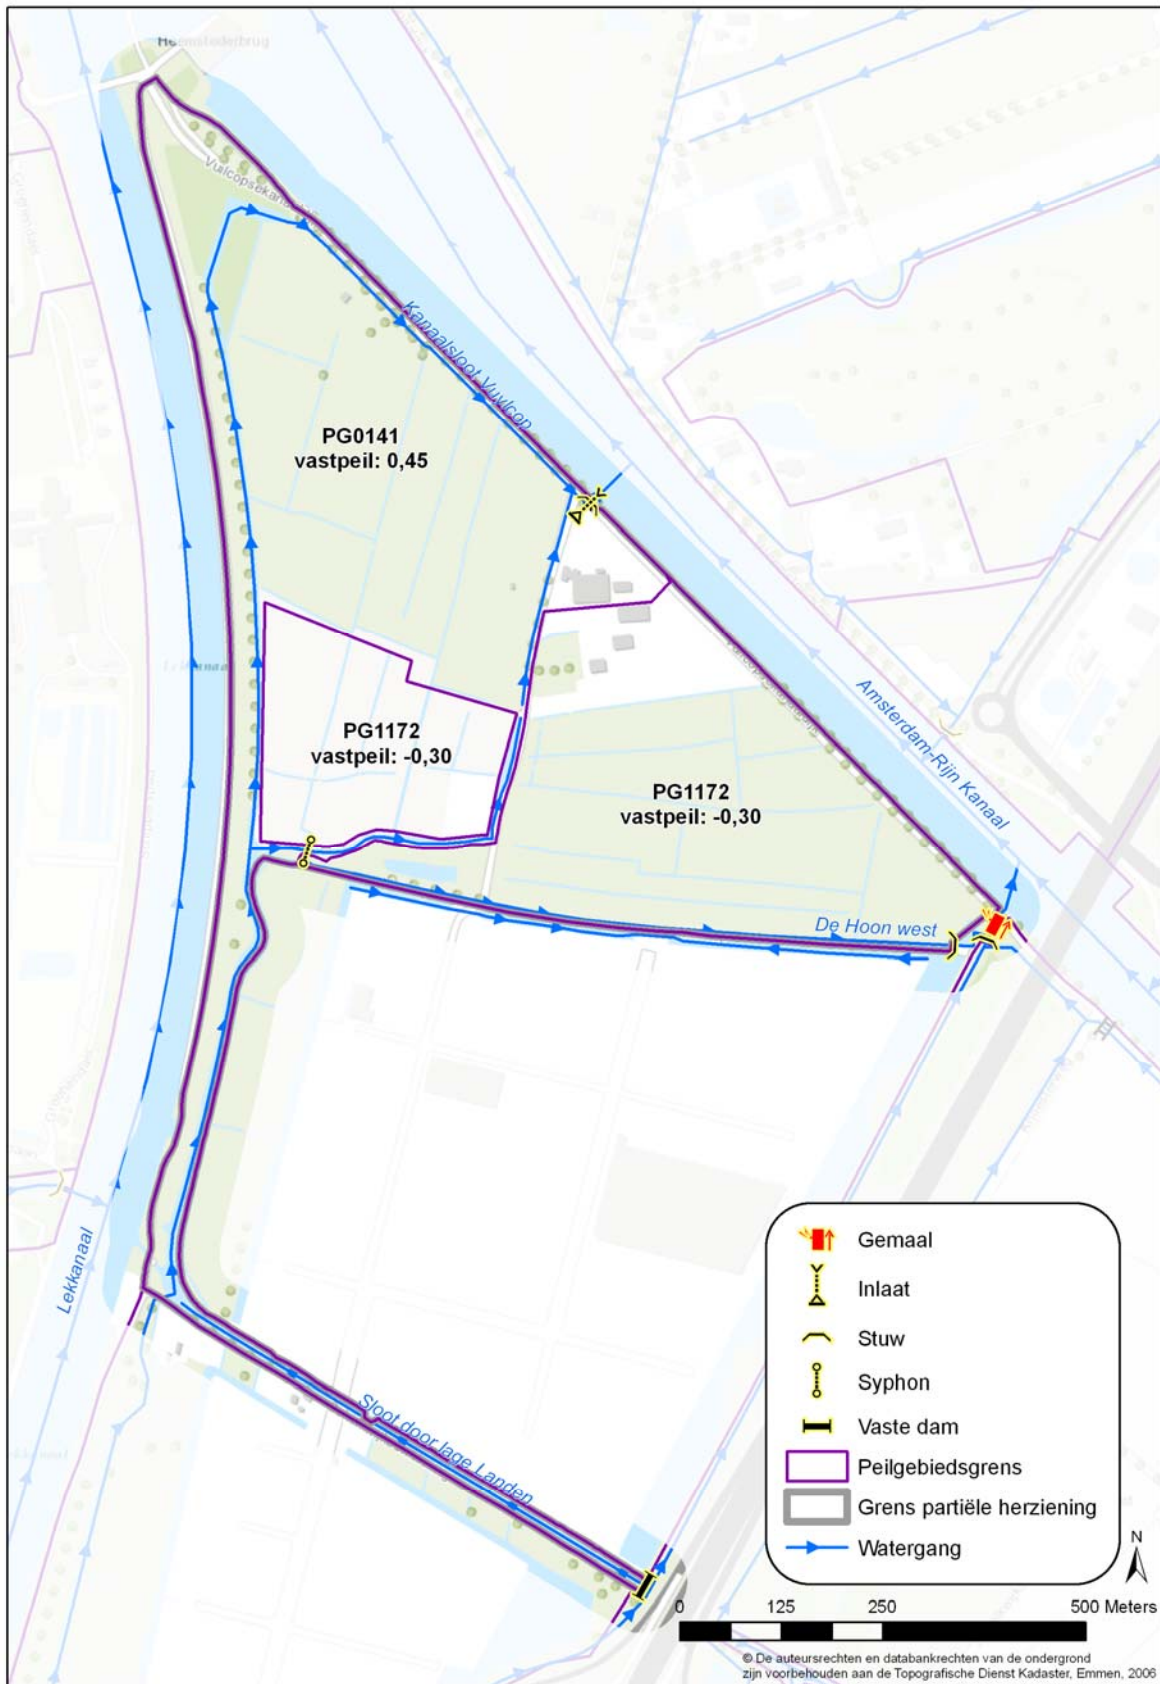 Heemstederbrug
Vuilcopsekanaaldijk
Kanaalsloot Vuylcop
PG0141
vastpeil: 0,45
PG1172
vastpeil: -0,30
PG1172
vastpeil: -0,30
Amsterdam-Rijn Kanaal
De Hoon west
Lekkanaal
Lekkanaal
Sloot door lage Landen
Gemaal
Inlaat
Stuw
Syphon
Vaste dam
Peilgebiedsgrens
Grens partiële herziening
Watergang
N
0 125 250 500 Meters
© De auteursrechten en databankrechten van de ondergrond
zijn voorbehouden aan de Topografische Dienst Kadaster, Emmen, 2006